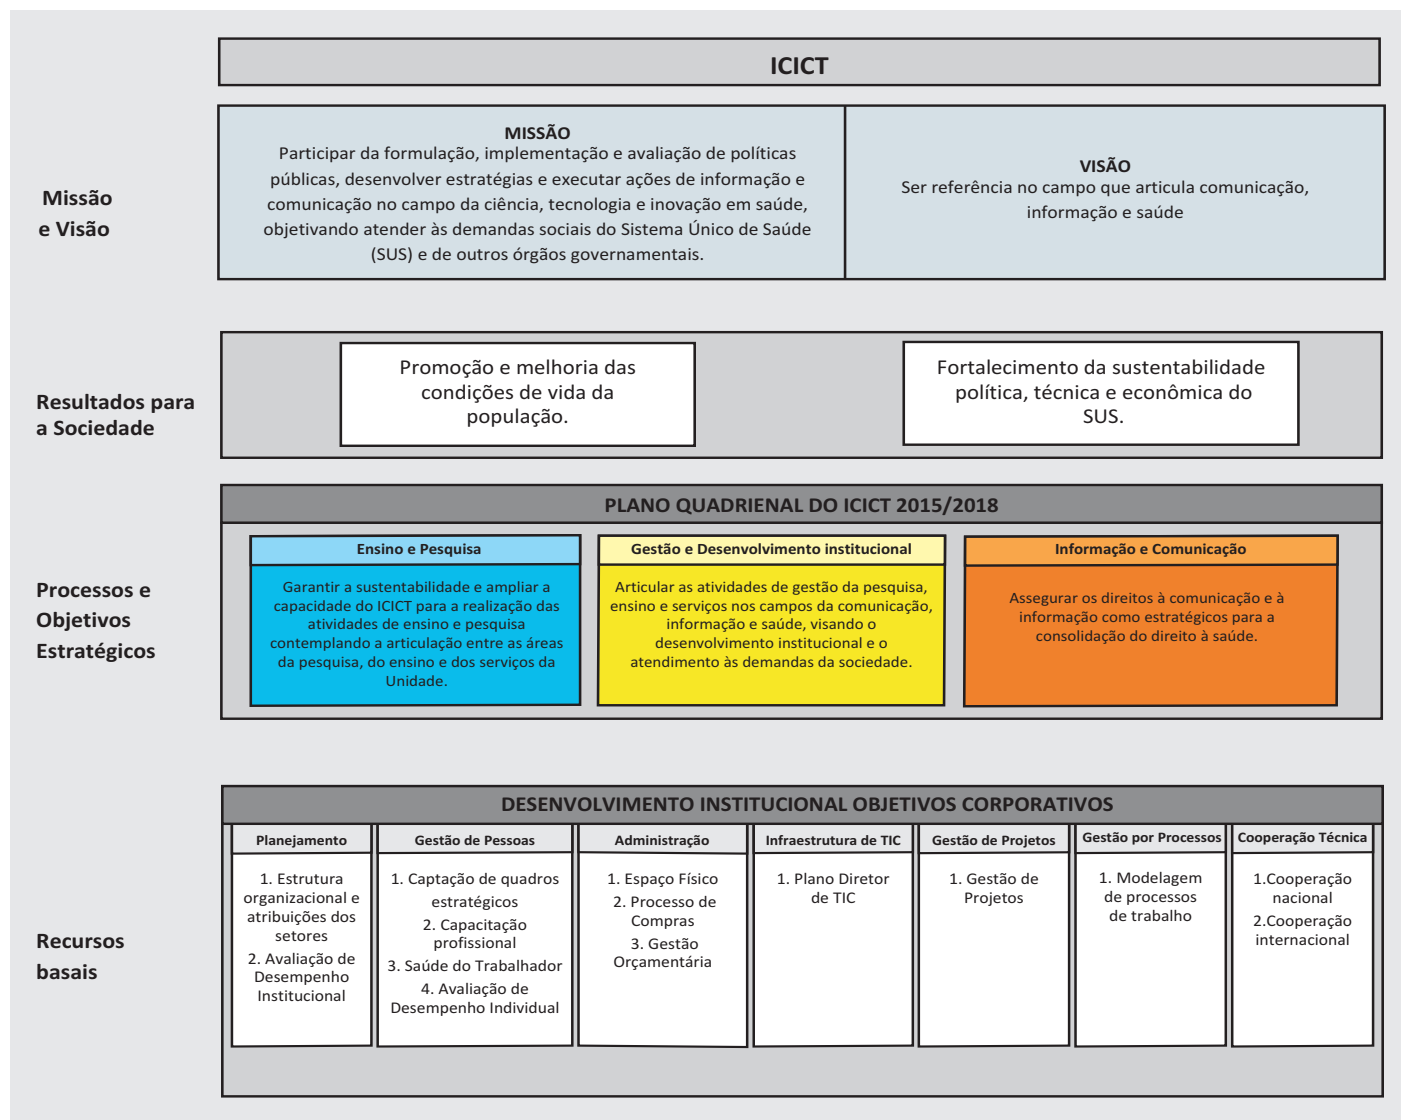 ICICT
Missão
e Visão
MISSÃO
Participar da formulação, implementação e avaliação de políticas
públicas, desenvolver estratégias e executar ações de informação e
comunicação no campo da ciência, tecnologia e inovação em saúde,
objetivando atender às demandas sociais do Sistema Único de Saúde
(SUS) e de outros órgãos governamentais.
VISÃO
Ser referência no campo que articula comunicação,
informação e saúde
Resultados para
a Sociedade
Promoção e melhoria das
condições de vida da
população.
Fortalecimento da sustentabilidade
política, técnica e econômica do
SUS.
Processos e
Objetivos
Estratégicos
PLANO QUADRIENAL DO ICICT 2015/2018
Ensino e Pesquisa
Garantir a sustentabilidade e ampliar a
capacidade do ICICT para a realização das
atividades de ensino e pesquisa
contemplando a articulação entre as áreas
da pesquisa, do ensino e dos serviços da
Unidade.
Gestão e Desenvolvimento institucional
Articular as atividades de gestão da pesquisa,
ensino e serviços nos campos da comunicação,
informação e saúde, visando o
desenvolvimento institucional e o
atendimento às demandas da sociedade.
Informação e Comunicação
Assegurar os direitos à comunicação e à
informação como estratégicos para a
consolidação do direito à saúde.
Recursos
basais
DESENVOLVIMENTO INSTITUCIONAL OBJETIVOS CORPORATIVOS
Planejamento
1. Estrutura
organizacional e
atribuições dos
setores
2. Avaliação de
Desempenho
Institucional
Gestão de Pessoas
1. Captação de quadros
estratégicos
2. Capacitação
profissional
3. Saúde do Trabalhador
4. Avaliação de
Desempenho Individual
Administração
1. Espaço Físico
2. Processo de
Compras
3. Gestão
Orçamentária
Infraestrutura de TIC
1. Plano Diretor
de TIC
Gestão de Projetos
1. Gestão de
Projetos
Gestão por Processos
1. Modelagem
de processos
de trabalho
Cooperação Técnica
1.Cooperação
nacional
2.Cooperação
internacional